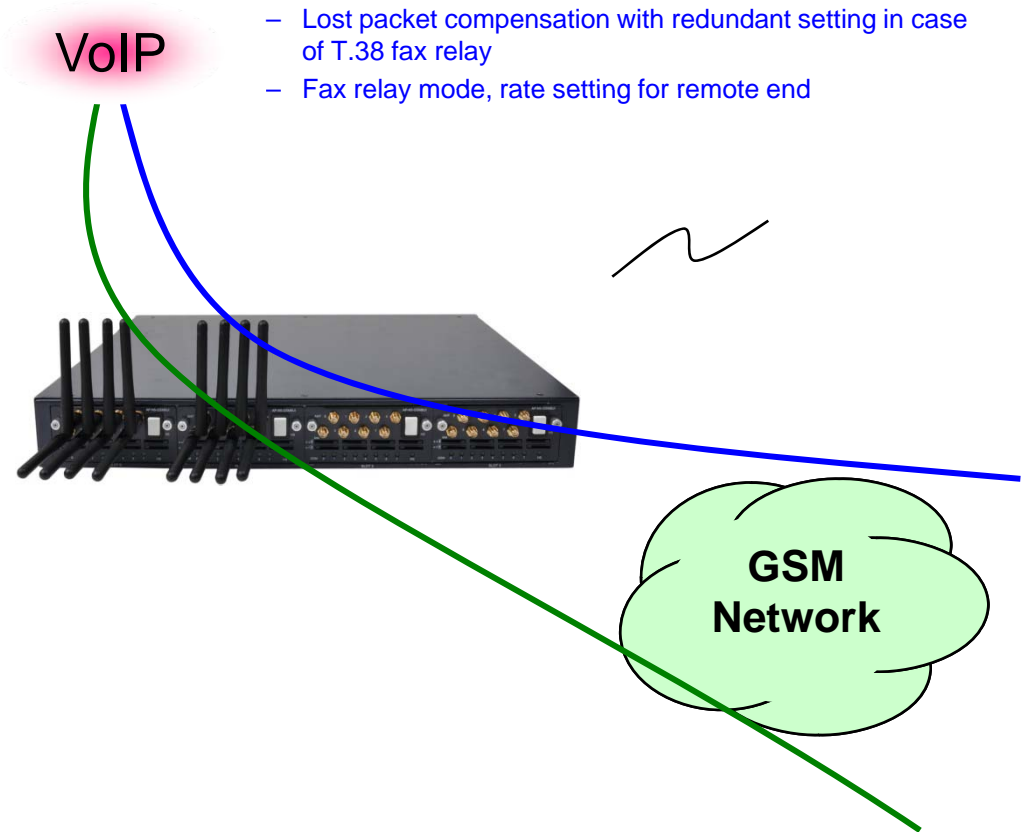 – Lost packet compensation with redundant setting in case
of T.38 fax relay
– Fax relay mode, rate setting for remote end
VoIP
GSM
Network